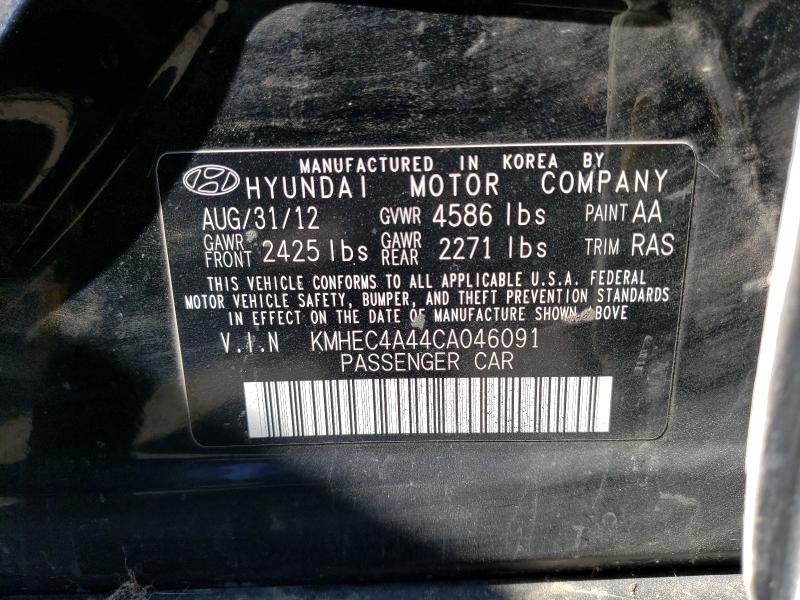 MANUFACTURED IN KOREA BY
HYUNDAI MOTOR COMPANY
AUG/31/12 GVWR 4586 lbs PAINT AA
GAWR FRONT 2425 lbs GAWR REAR 2271 lbs TRIM RAS
THIS VEHICLE CONFORMS TO ALL APPLICABLE U.S.A. FEDERAL
MOTOR VEHICLE SAFETY, BUMPER, AND THEFT PREVENTION STANDARDS
IN EFFECT ON THE DATE OF MANUFACTURE SHOWN ABOVE
V.I.N KMHEC4A44CA046091
PASSENGER CAR